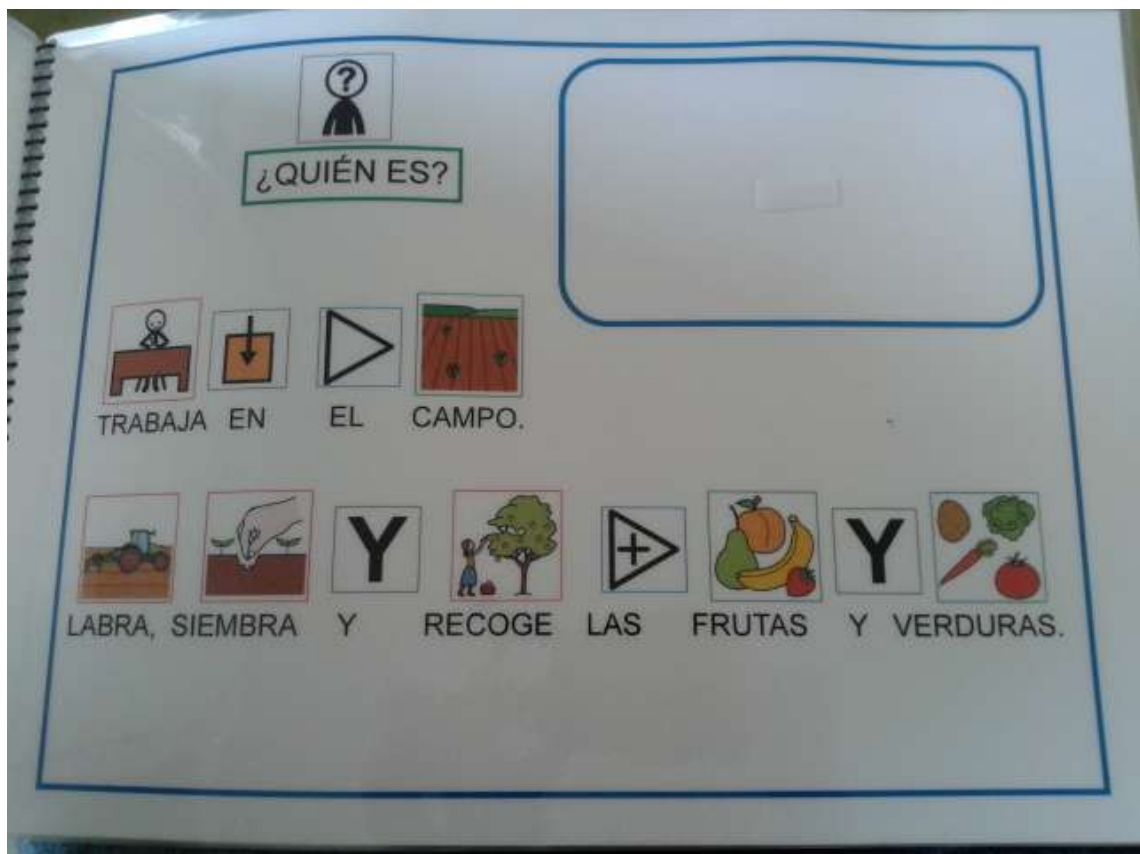 ¿QUIÉN ES?
TRABAJA EN EL CAMPO.
LABRA, SIEMBRA Y RECOGE LAS FRUTAS Y VERDURAS.